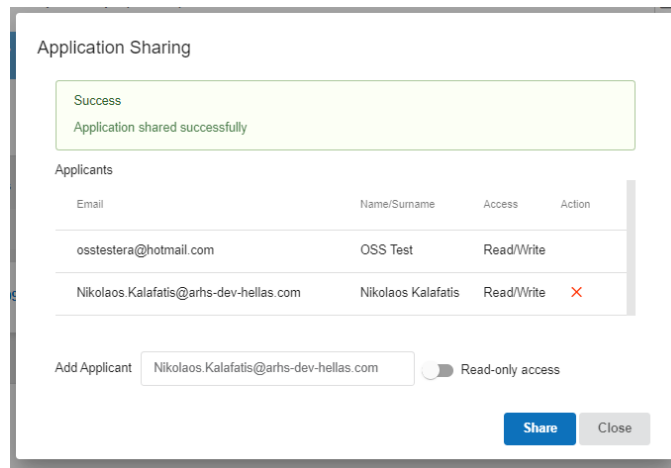 Application Sharing
Success
Application shared successfully
Applicants
Email Name/Surname Access Action
osstestera@hotmail.com OSS Test Read/Write
Nikolaos.Kalafatis@arhs-dev-hellas.com Nikolaos Kalafatis Read/Write
Add Applicant Nikolaos.Kalafatis@arhs-dev-hellas.com Read-only access
Share Close